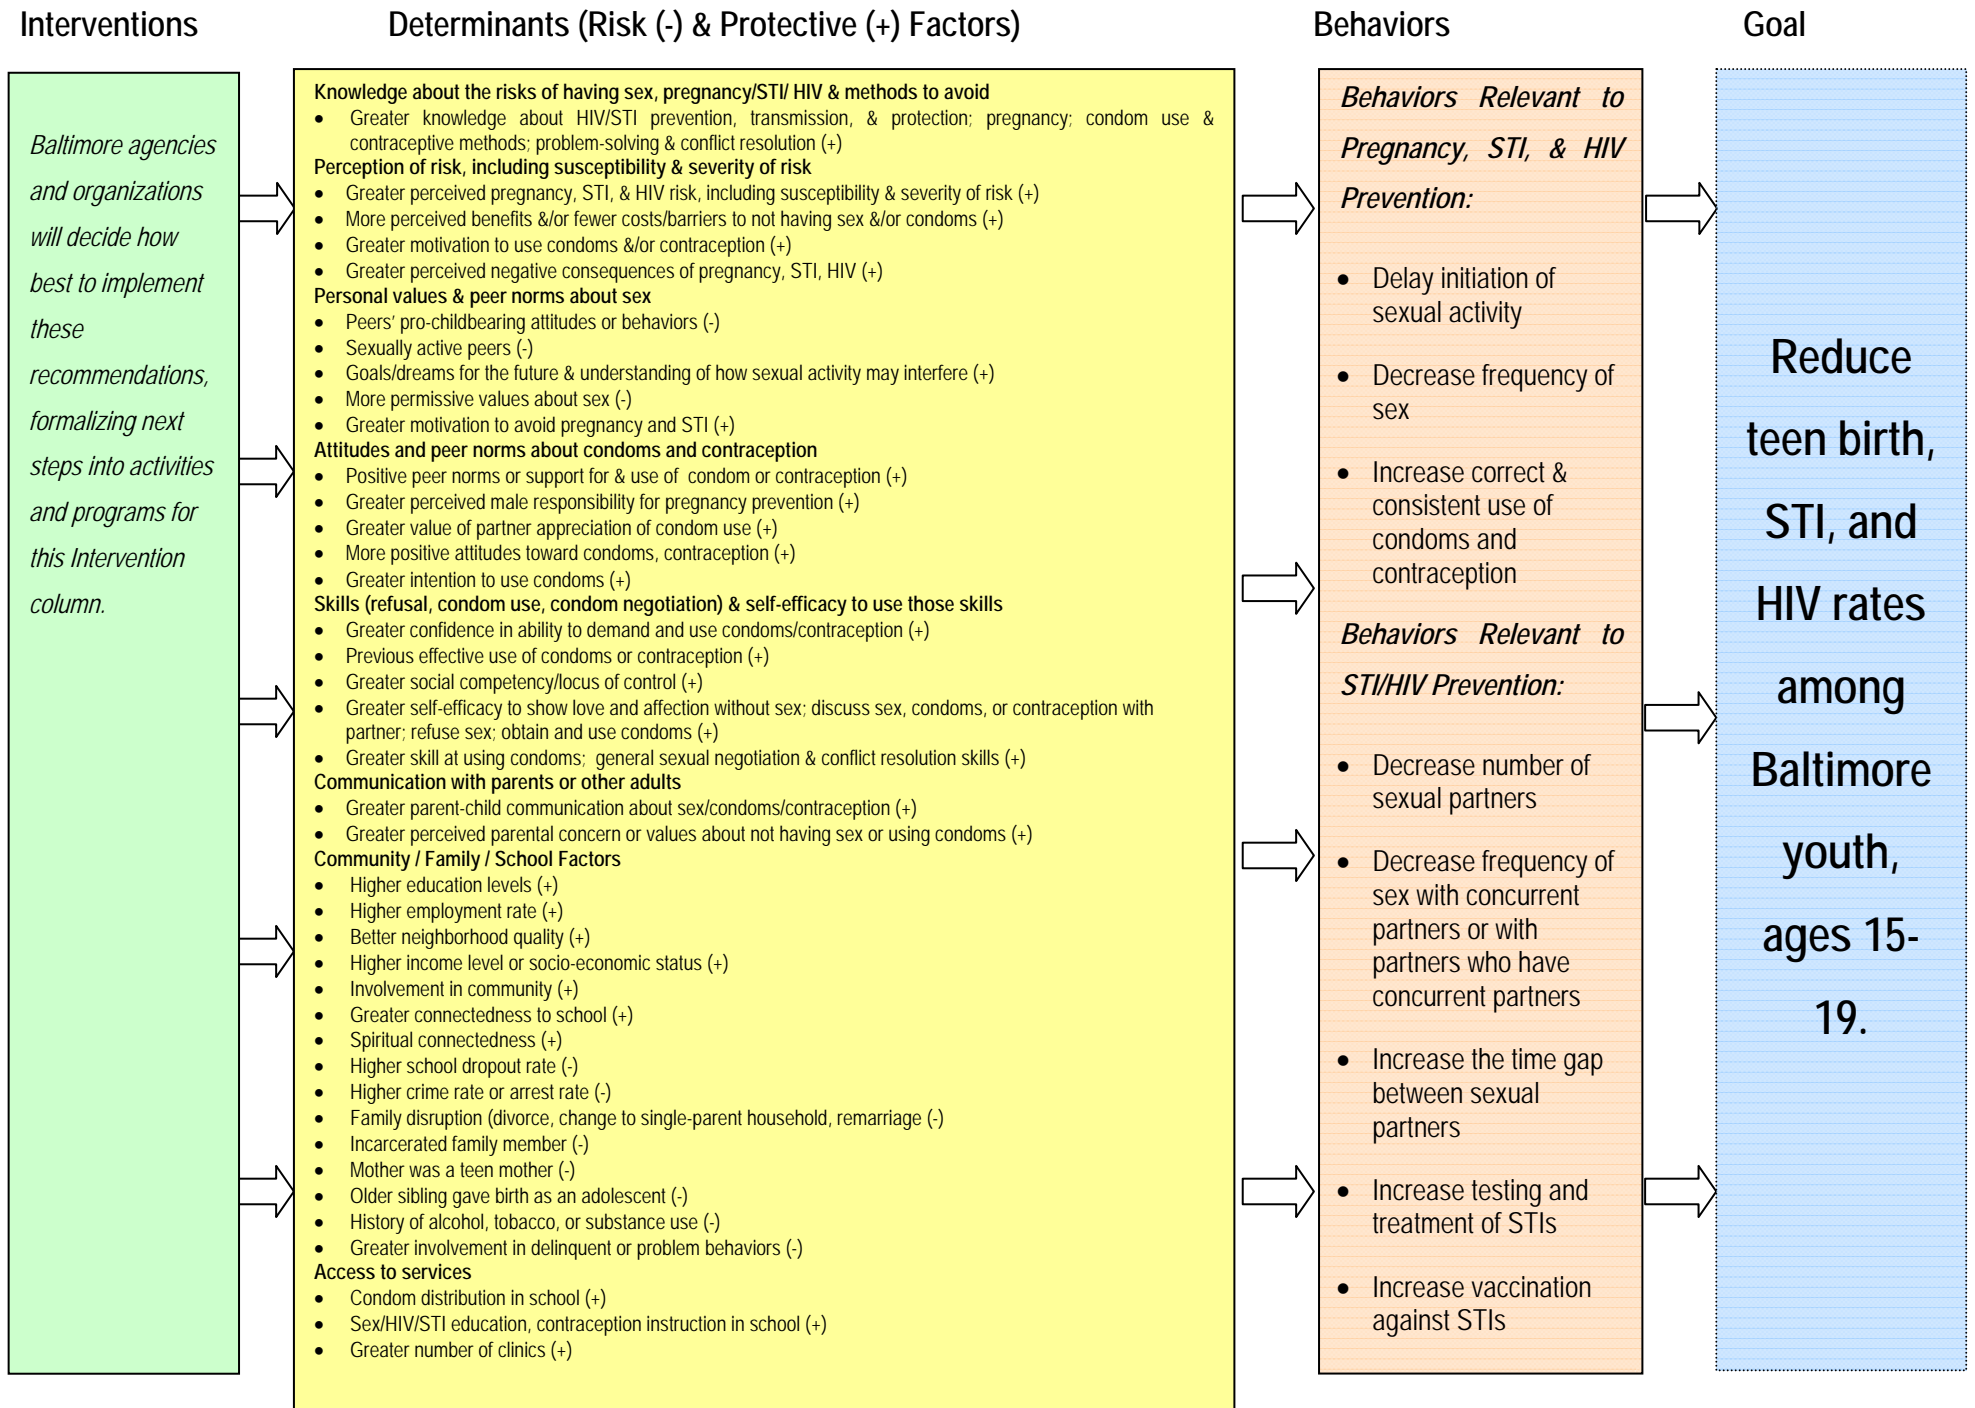 Interventions
Determinants (Risk (-) & Protective (+) Factors)
Behaviors
Goal
Baltimore agencies
and organizations
will decide how
best to implement
these
recommendations,
formalizing next
steps into activities
and programs for
this Intervention
column.
Knowledge about the risks of having sex, pregnancy/STI/ HIV & methods to avoid
• Greater knowledge about HIV/STI prevention, transmission, & protection; pregnancy; condom use &
contraceptive methods; problem-solving & conflict resolution (+)
Perception of risk, including susceptibility & severity of risk
• Greater perceived pregnancy, STI, & HIV risk, including susceptibility & severity of risk (+)
• More perceived benefits &/or fewer costs/barriers to not having sex &/or condoms (+)
• Greater motivation to use condoms &/or contraception (+)
• Greater perceived negative consequences of pregnancy, STI, HIV (+)
Personal values & peer norms about sex
• Peers' pro-childbearing attitudes or behaviors (-)
• Sexually active peers (-)
• Goals/dreams for the future & understanding of how sexual activity may interfere (+)
• More permissive values about sex (-)
• Greater motivation to avoid pregnancy and STI (+)
Attitudes and peer norms about condoms and contraception
• Positive peer norms or support for & use of condom or contraception (+)
• Greater perceived male responsibility for pregnancy prevention (+)
• Greater value of partner appreciation of condom use (+)
• More positive attitudes toward condoms, contraception (+)
• Greater intention to use condoms (+)
Skills (refusal, condom use, condom negotiation) & self-efficacy to use those skills
• Greater confidence in ability to demand and use condoms/contraception (+)
• Previous effective use of condoms or contraception (+)
• Greater social competency/locus of control (+)
• Greater self-efficacy to show love and affection without sex; discuss sex, condoms, or contraception with
partner; refuse sex; obtain and use condoms (+)
• Greater skill at using condoms; general sexual negotiation & conflict resolution skills (+)
Communication with parents or other adults
• Greater parent-child communication about sex/condoms/contraception (+)
• Greater perceived parental concern or values about not having sex or using condoms (+)
Community / Family / School Factors
• Higher education levels (+)
• Higher employment rate (+)
• Better neighborhood quality (+)
• Higher income level or socio-economic status (+)
• Involvement in community (+)
• Greater connectedness to school (+)
• Spiritual connectedness (+)
• Higher school dropout rate (-)
• Higher crime rate or arrest rate (-)
• Family disruption (divorce, change to single-parent household, remarriage (-)
• Incarcerated family member (-)
• Mother was a teen mother (-)
• Older sibling gave birth as an adolescent (-)
• History of alcohol, tobacco, or substance use (-)
• Greater involvement in delinquent or problem behaviors (-)
Access to services
• Condom distribution in school (+)
• Sex/HIV/STI education, contraception instruction in school (+)
• Greater number of clinics (+)
Behaviors Relevant to
Pregnancy, STI, & HIV
Prevention:
• Delay initiation of
sexual activity
• Decrease frequency of
sex
• Increase correct &
consistent use of
condoms and
contraception
Behaviors Relevant to
STI/HIV Prevention:
• Decrease number of
sexual partners
• Decrease frequency of
sex with concurrent
partners or with
partners who have
concurrent partners
• Increase the time gap
between sexual
partners
• Increase testing and
treatment of STIs
• Increase vaccination
against STIs
Reduce
teen birth,
STI, and
HIV rates
among
Baltimore
youth,
ages 15-
19.